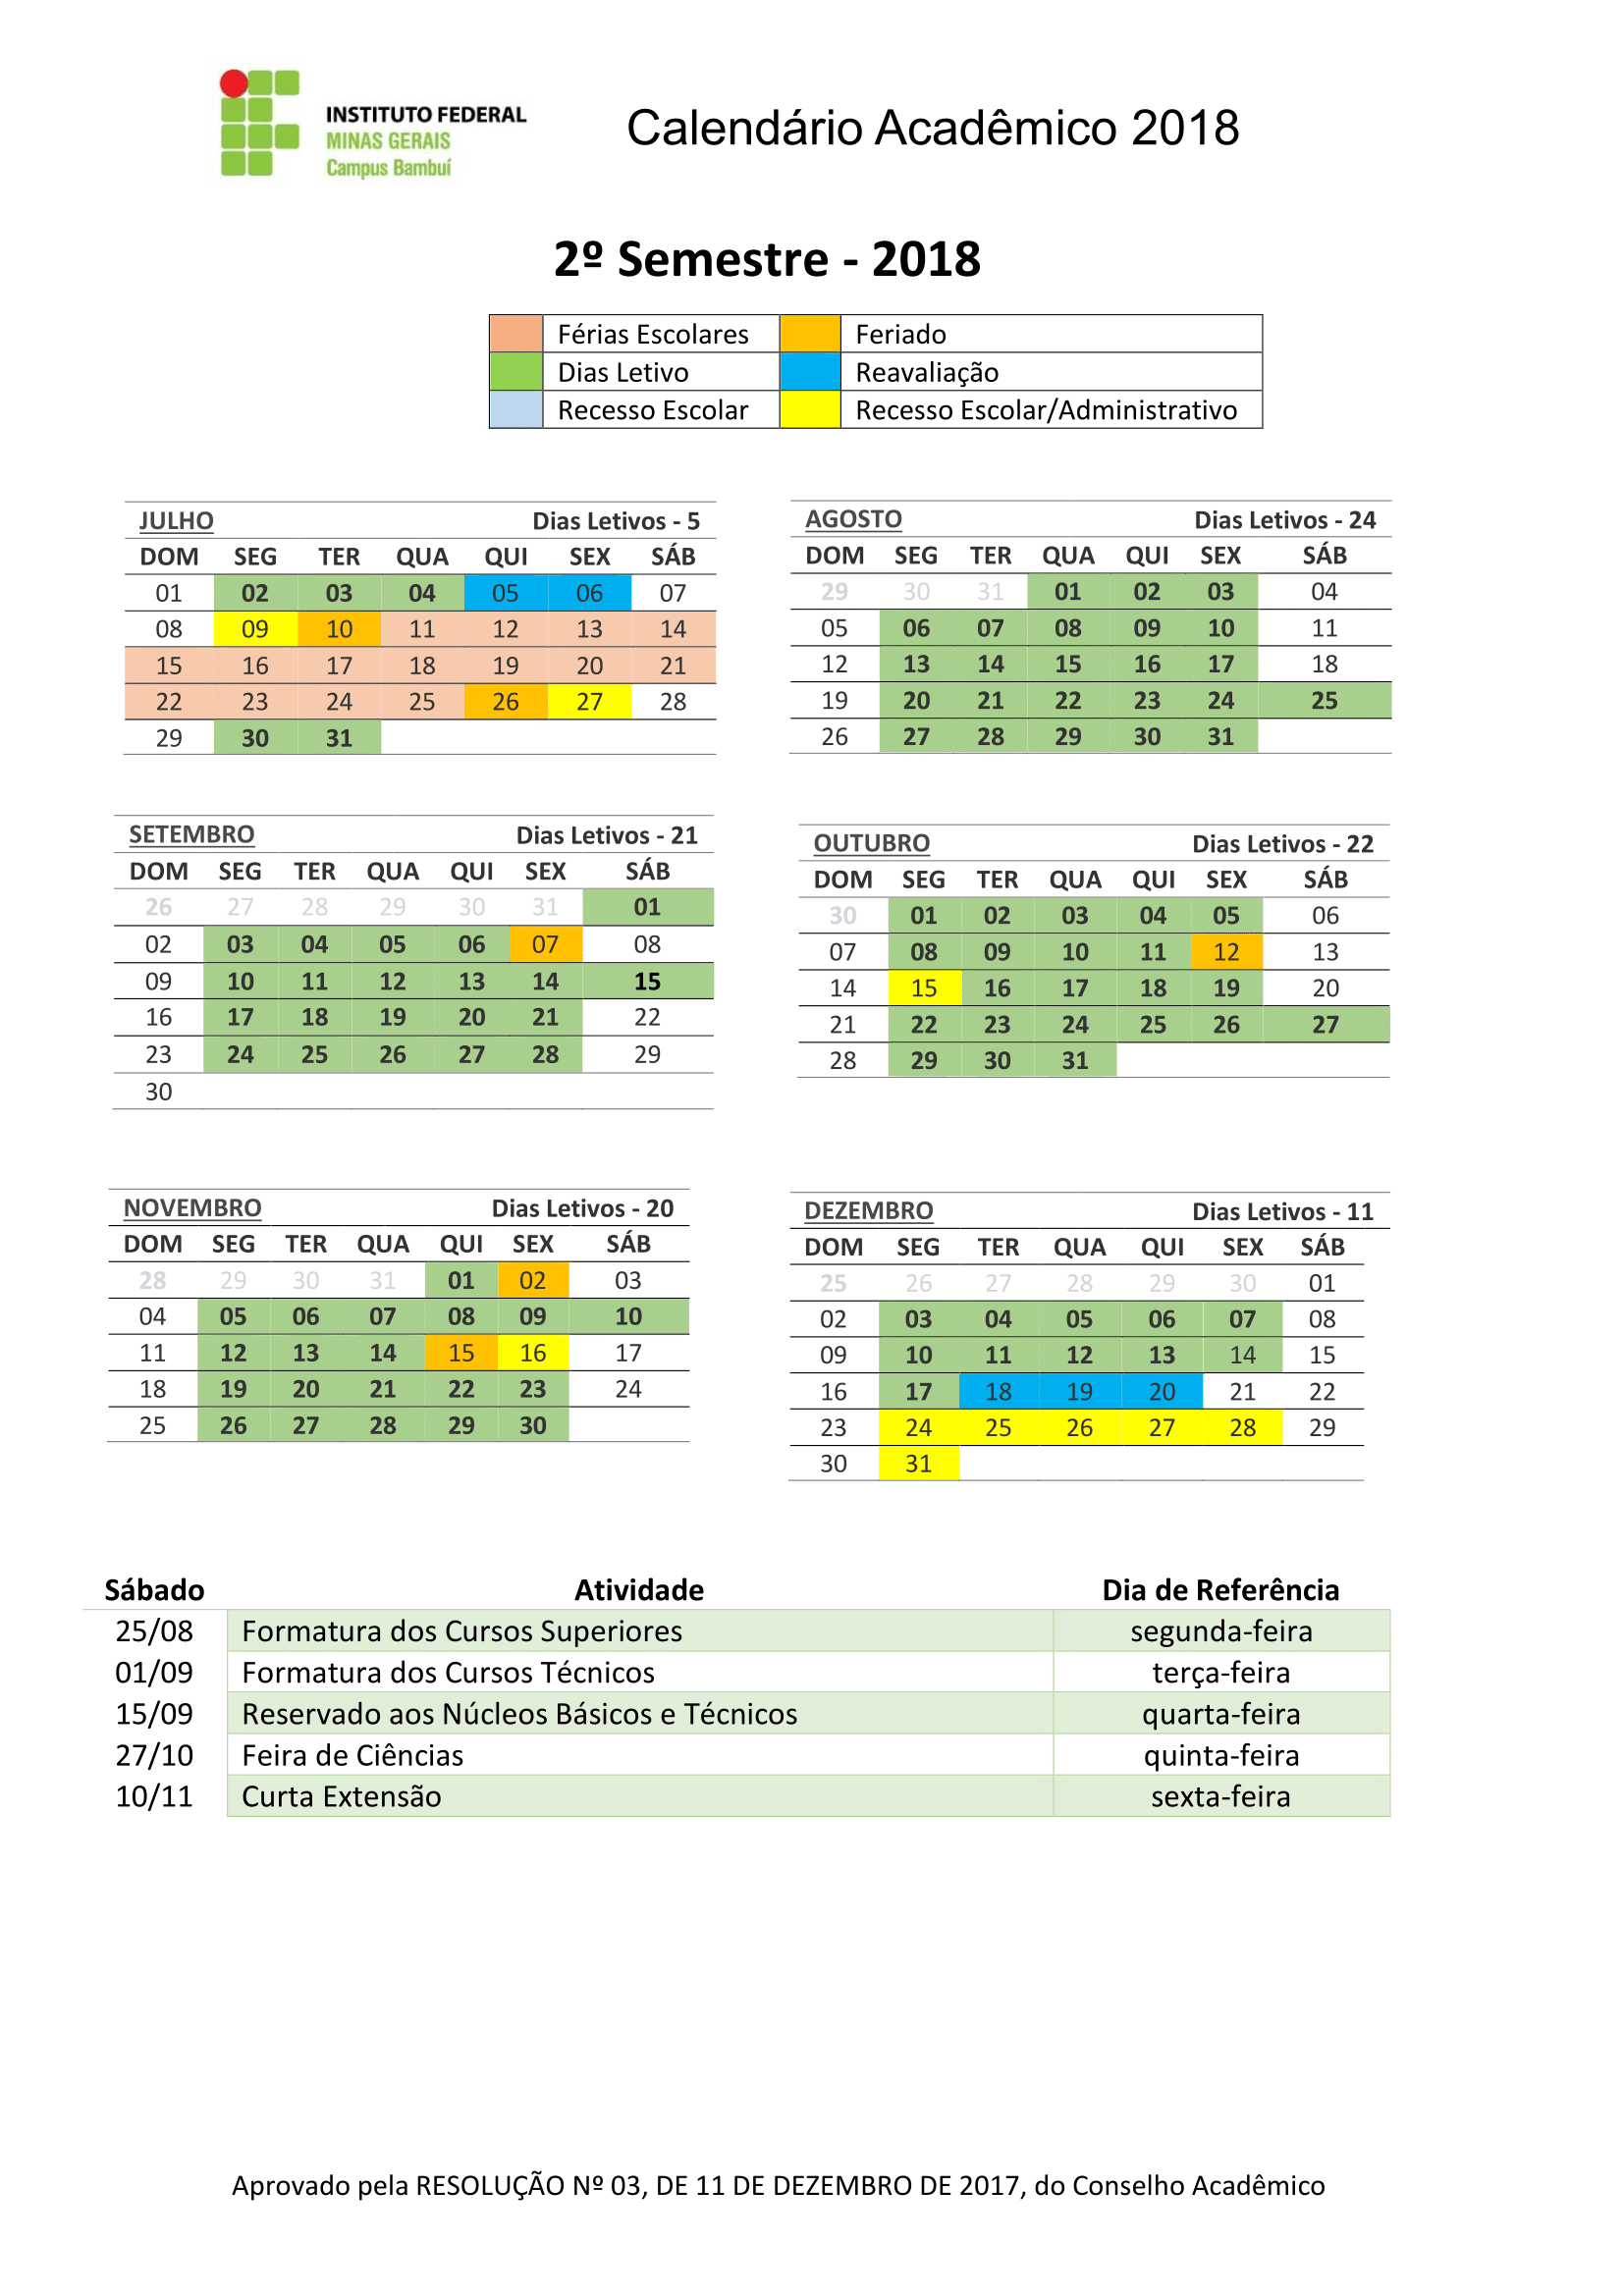 INSTITUTO FEDERAL
MINAS GERAIS
Campus Bambuí
Calendário Acadêmico 2018
2º Semestre - 2018
Férias Escolares Feriado
Dias Letivo Reavaliação
Recesso Escolar Recesso Escolar/Administrativo
JULHO Dias Letivos - 5
DOM SEG TER QUA QUI SEX SÁB
01 02 03 04 05 06 07
08 09 10 11 12 13 14
15 16 17 18 19 20 21
22 23 24 25 26 27 28
29 30 31
AGOSTO Dias Letivos - 24
DOM SEG TER QUA QUI SEX SÁB
29 30 31 01 02 03 04
05 06 07 08 09 10 11
12 13 14 15 16 17 18
19 20 21 22 23 24 25
26 27 28 29 30 31
SETEMBRO Dias Letivos - 21
DOM SEG TER QUA QUI SEX SÁB
26 27 28 29 30 31 01
02 03 04 05 06 07 08
09 10 11 12 13 14 15
16 17 18 19 20 21 22
23 24 25 26 27 28 29
30
OUTUBRO Dias Letivos - 22
DOM SEG TER QUA QUI SEX SÁB
30 01 02 03 04 05 06
07 08 09 10 11 12 13
14 15 16 17 18 19 20
21 22 23 24 25 26 27
28 29 30 31
NOVEMBRO Dias Letivos - 20
DOM SEG TER QUA QUI SEX SÁB
28 29 30 31 01 02 03
04 05 06 07 08 09 10
11 12 13 14 15 16 17
18 19 20 21 22 23 24
25 26 27 28 29 30
DEZEMBRO Dias Letivos - 11
DOM SEG TER QUA QUI SEX SÁB
25 26 27 28 29 30 01
02 03 04 05 06 07 08
09 10 11 12 13 14 15
16 17 18 19 20 21 22
23 24 25 26 27 28 29
30 31
Sábado Atividade Dia de Referência
25/08 Formatura dos Cursos Superiores segunda-feira
01/09 Formatura dos Cursos Técnicos terça-feira
15/09 Reservado aos Núcleos Básicos e Técnicos quarta-feira
27/10 Feira de Ciências quinta-feira
10/11 Curta Extensão sexta-feira
Aprovado pela RESOLUÇÃO Nº 03, DE 11 DE DEZEMBRO DE 2017, do Conselho Acadêmico